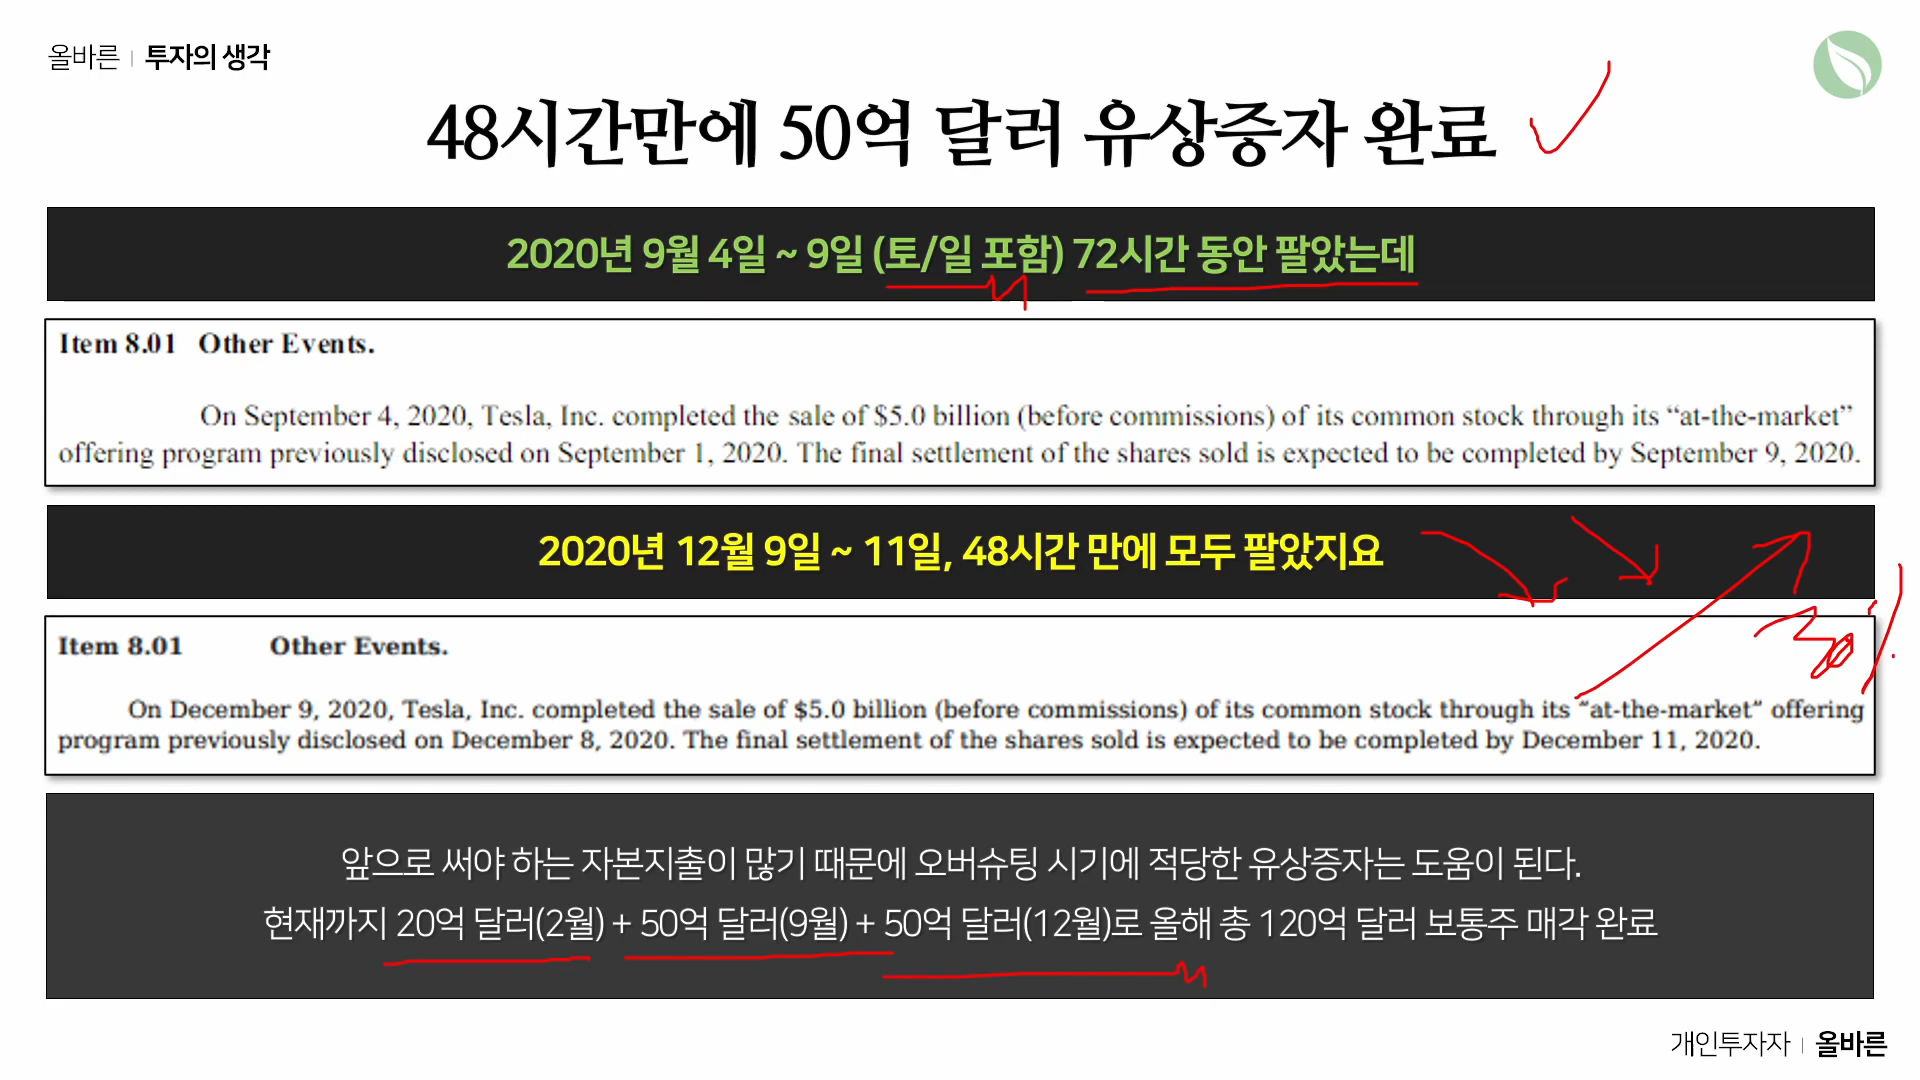 올바른 | 투자의 생각
48시간만에 50억 달러 유상증자 완료
2020년 9월 4일 ~ 9일 (토/일 포함) 72시간 동안 팔았는데
Item 8.01 Other Events.
On September 4, 2020, Tesla, Inc. completed the sale of $5.0 billion (before commissions) of its common stock through its “at-the-market”
offering program previously disclosed on September 1, 2020. The final settlement of the shares sold is expected to be completed by September 9, 2020.
2020년 12월 9일 ~ 11일, 48시간 만에 모두 팔았지요
30%
Item 8.01 Other Events.
On December 9, 2020, Tesla, Inc. completed the sale of $5.0 billion (before commissions) of its common stock through its “at-the-market” offering
program previously disclosed on December 8, 2020. The final settlement of the shares sold is expected to be completed by December 11, 2020.
앞으로 써야 하는 자본지출이 많기 때문에 오버슈팅 시기에 적당한 유상증자는 도움이 된다.
현재까지 20억 달러(2월) + 50억 달러(9월) + 50억 달러(12월)로 올해 총 120억 달러 보통주 매각 완료
개인투자자 | 올바른